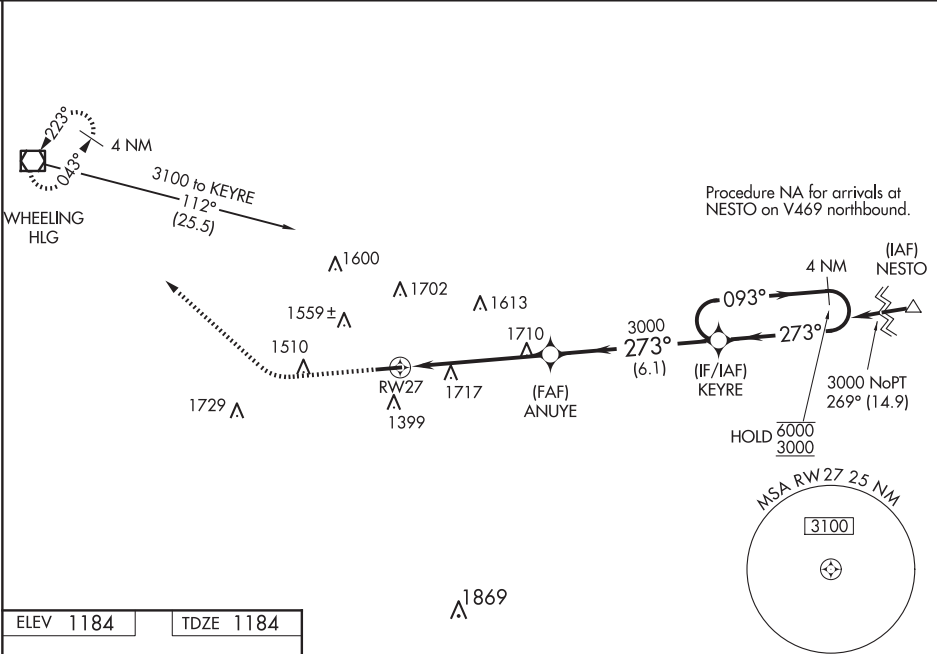 223°
4 NM
043°
WHEELING
HLG
3100 to KEYRE
112°
(25.5)
Procedure NA for arrivals at
NESTO on V469 northbound.
(IAF)
NESTO
4 NM
093°
273°
1600
1702
1613
1559 ±
1510
1710
3000
273°
(6.1)
(IF/IAF)
KEYRE
3000 NoPT
269° (14.9)
RW27
1717
(FAF)
ANUYE
1729
1399
HOLD 6000
3000
MSA RW27 25 NM
3100
1869
ELEV 1184
TDZE 1184